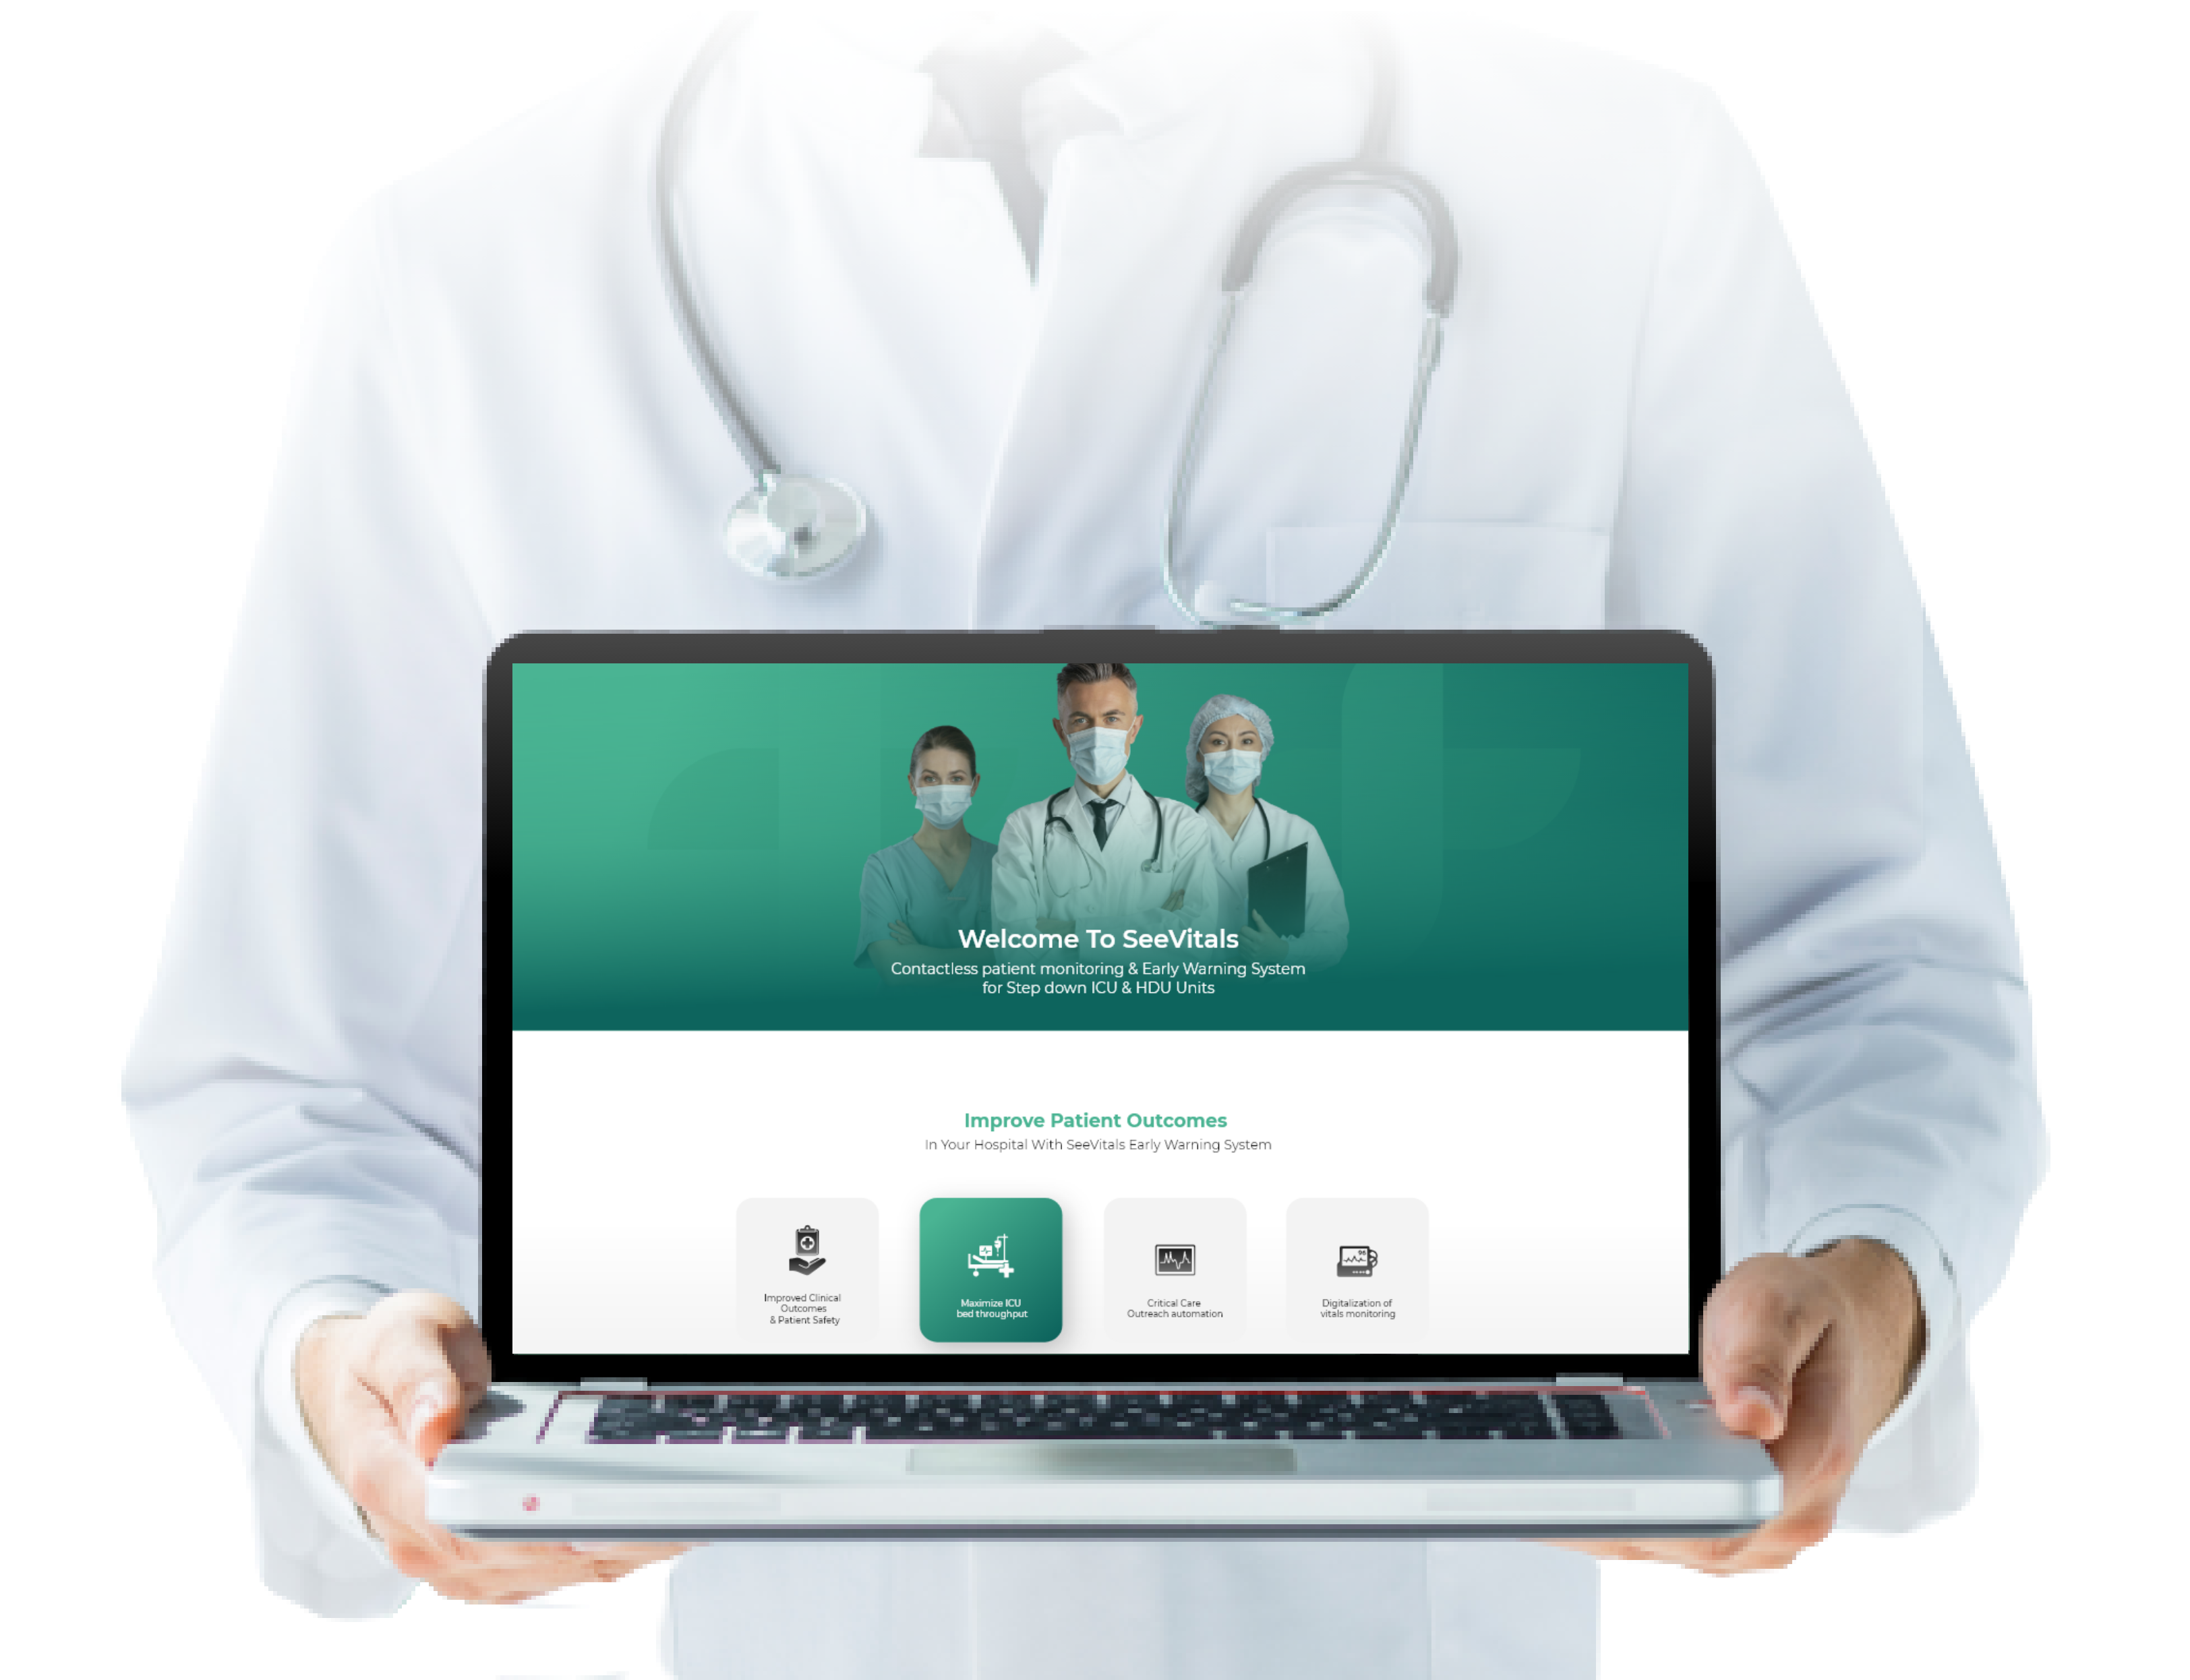 Welcome To SeeVitals
Contactless patient monitoring & Early Warning System
for Step down ICU & HDU Units
Improve Patient Outcomes
In Your Hospital With SeeVitals Early Warning System
Improved Clinical
Outcomes
& Patient Safety
Maximize ICU
bed throughput
Critical Care
Outreach automation
96
Digitalization of
vitals monitoring